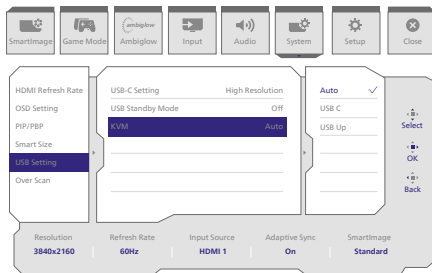 SmartImage Game Mode Ambiglow Input Audio System Setup Close
ambiglow
HDMI Refresh Rate
OSD Setting
PIP/PBP
Smart Size
USB Setting
Over Scan
USB-C Setting High Resolution
USB Standby Mode Off
KVM Auto
Auto
USB C
USB Up
Select
OK
Back
Resolution Refresh Rate Input Source Adaptive Sync SmartImage
3840x2160 60Hz HDMI 1 On Standard